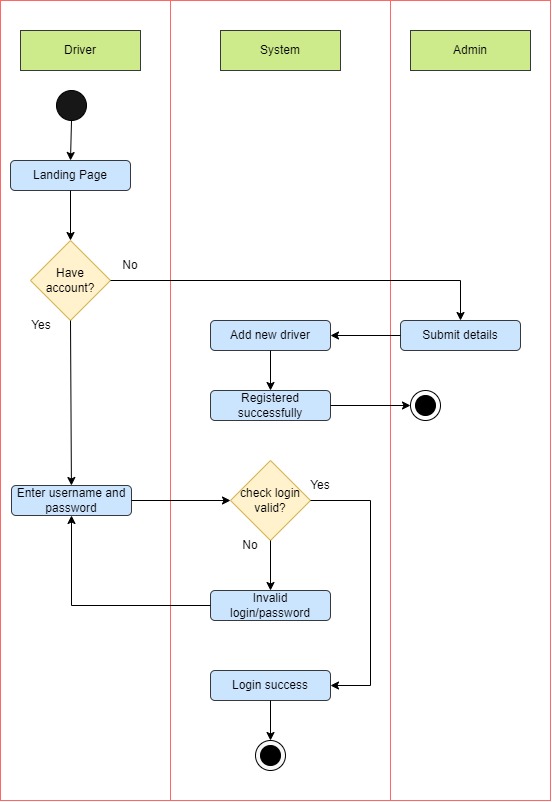 Driver
System
Admin
Landing Page
Have
account?
No
Yes
Add new driver
Submit details
Registered
successfully
Enter username and
password
check login
valid?
Yes
No
Invalid
login/password
Login success